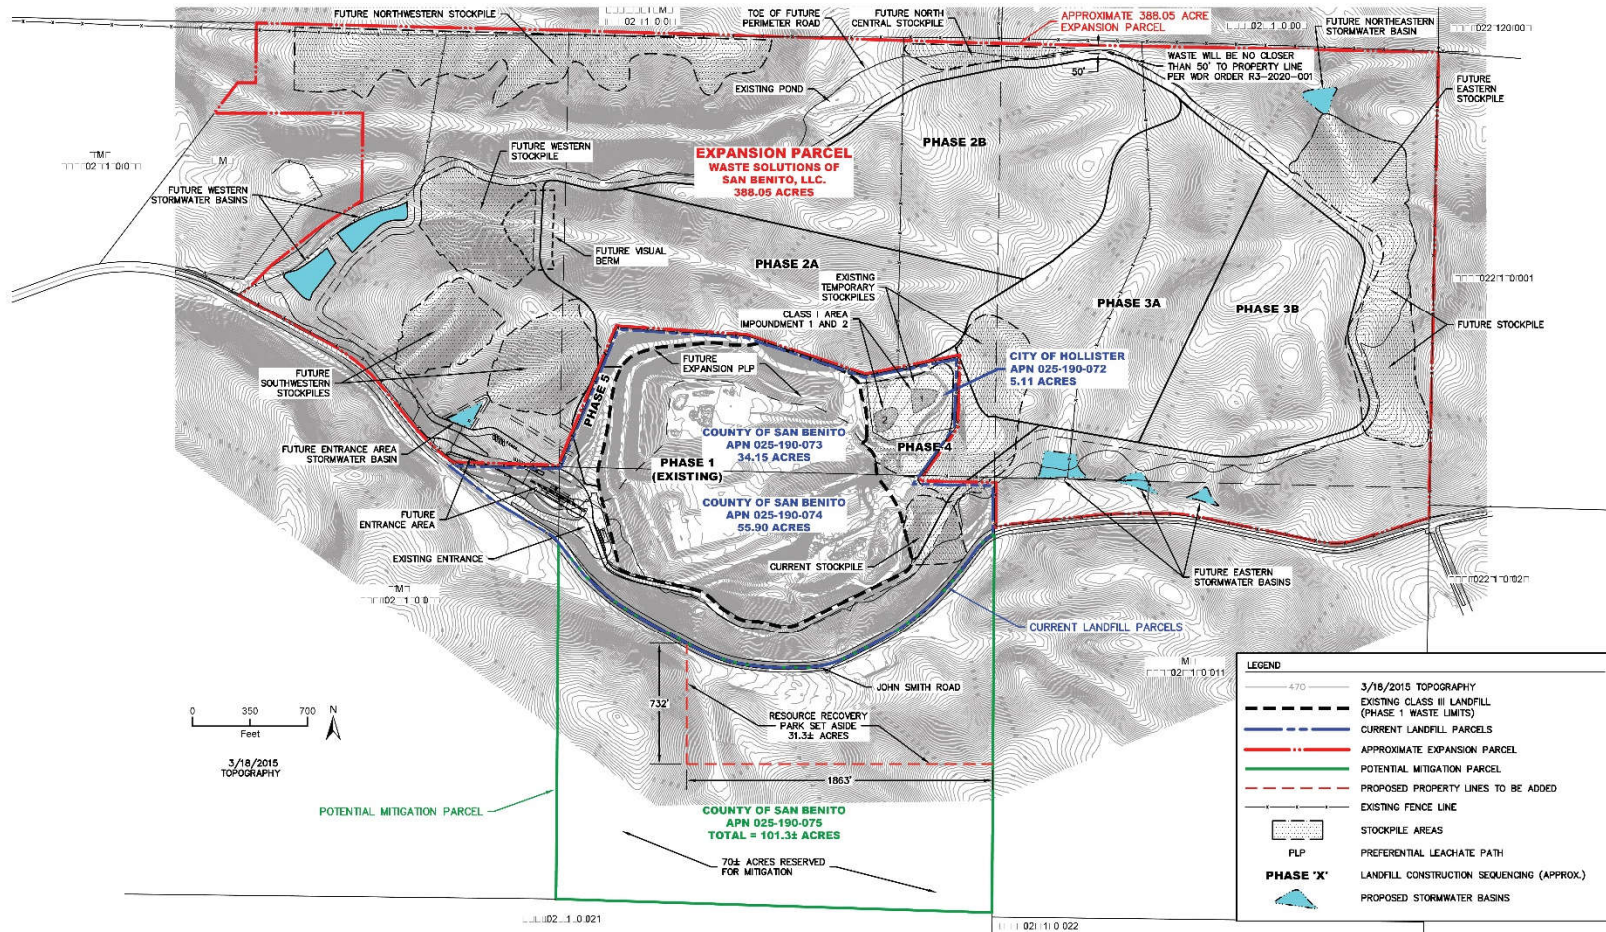 FUTURE NORTHWESTERN STOCKPILE
TOE OF FUTURE
PERIMETER ROAD
FUTURE NORTH
CENTRAL STOCKPILE
APPROXIMATE 388.05 ACRE
EXPANSION PARCEL
FUTURE NORTHEASTERN
STORMWATER BASIN
WASTE WILL BE NO CLOSER
THAN 50' TO PROPERTY LINE
PER WDR ORDER R3-2020-001
50'
FUTURE
EASTERN
STOCKPILE
EXISTING POND
PHASE 2B
EXPANSION PARCEL
WASTE SOLUTIONS OF
SAN BENITO, LLC.
388.05 ACRES
FUTURE WESTERN
STOCKPILE
FUTURE WESTERN
STORMWATER BASINS
FUTURE VISUAL
BERM
PHASE 2A
EXISTING
TEMPORARY
STOCKPILES
CLASS I AREA
IMPOUNDMENT 1 AND 2
PHASE 3A
PHASE 3B
FUTURE STOCKPILE
CITY OF HOLLISTER
APN 025-190-072
5.11 ACRES
FUTURE
EXPANSION PLP
FUTURE
SOUTHWESTERN
STOCKPILES
PHASE 5
1
2
COUNTY OF SAN BENITO
APN 025-190-073
34.15 ACRES
PHASE 4
FUTURE ENTRANCE AREA
STORMWATER BASIN
PHASE 1
(EXISTING)
COUNTY OF SAN BENITO
APN 025-190-074
55.90 ACRES
FUTURE
ENTRANCE AREA
EXISTING ENTRANCE
CURRENT STOCKPILE
FUTURE EASTERN
STORMWATER BASINS
CURRENT LANDFILL PARCELS
JOHN SMITH ROAD
732'
RESOURCE RECOVERY
PARK SET ASIDE
31.3± ACRES
1863'
0 350 700
Feet
N
3/18/2015
TOPOGRAPHY
POTENTIAL MITIGATION PARCEL
COUNTY OF SAN BENITO
APN 025-190-075
TOTAL = 101.3± ACRES
70± ACRES RESERVED
FOR MITIGATION
LEGEND
470 3/18/2015 TOPOGRAPHY
EXISTING CLASS III LANDFILL
(PHASE 1 WASTE LIMITS)
CURRENT LANDFILL PARCELS
APPROXIMATE EXPANSION PARCEL
POTENTIAL MITIGATION PARCEL
PROPOSED PROPERTY LINES TO BE ADDED
EXISTING FENCE LINE
STOCKPILE AREAS
PLP PREFERENTIAL LEACHATE PATH
PHASE 'X' LANDFILL CONSTRUCTION SEQUENCING (APPROX.)
PROPOSED STORMWATER BASINS